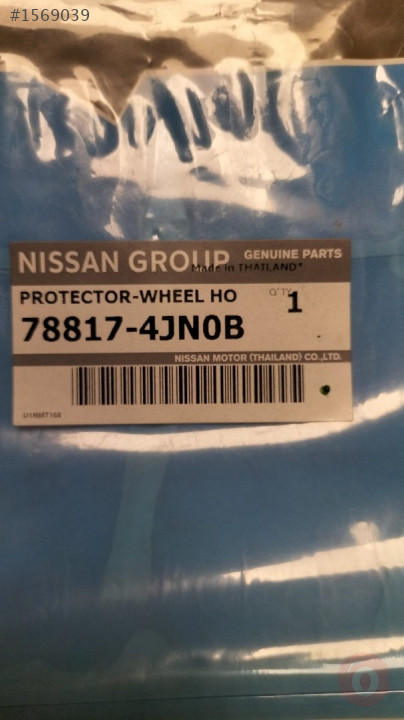 #1569039
NISSAN GROUP GENUINE PARTS
Made in THAILAND*
PROTECTOR-WHEEL HO Q'TY 1
78817-4JN0B
NISSAN MOTOR (THAILAND) CO.,LTD.